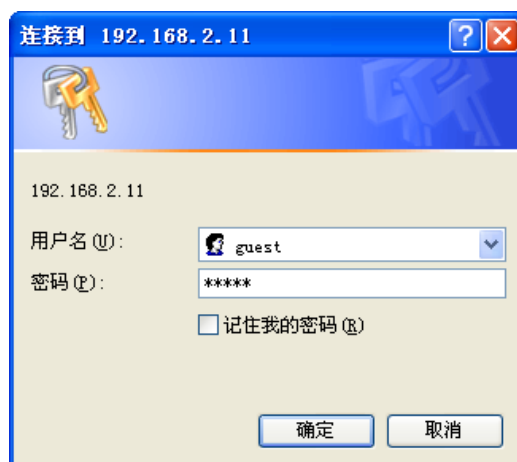 连接到 192.168.2.11
192.168.2.11
用户名(U):
guest
密码(P):
*****
记住我的密码(R)
确定 取消